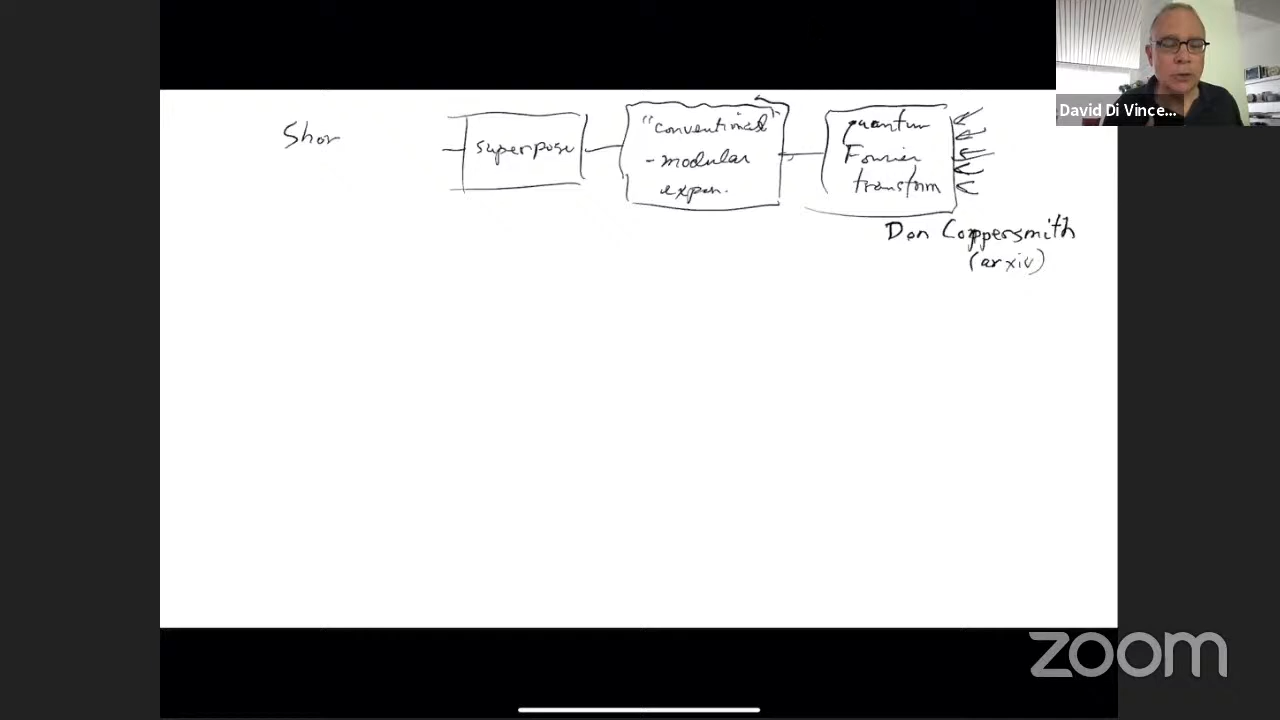 David Di Vince...
Shor
superpose
"conventional"
- modular
expon.
quantum
Fourier
transform
Don Coppersmith
(arxiv)
zoom